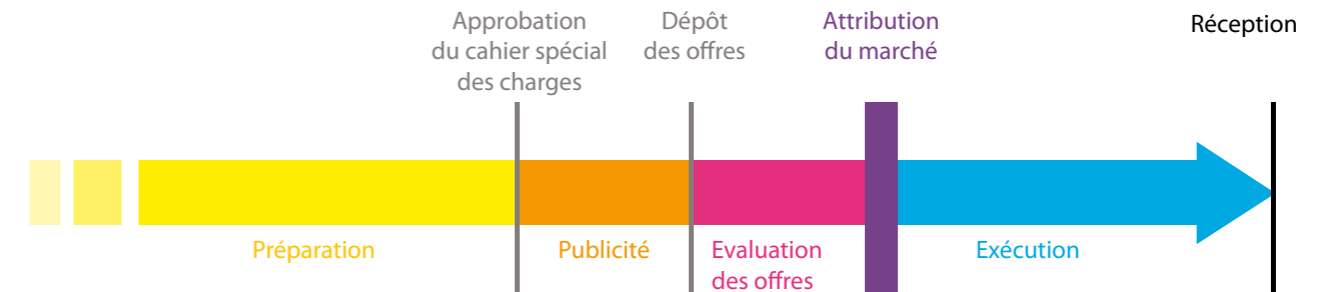 Approbation
du cahier spécial
des charges
Dépôt
des offres
Attribution
du marché
Réception
Préparation
Publicité
Evaluation
des offres
Exécution